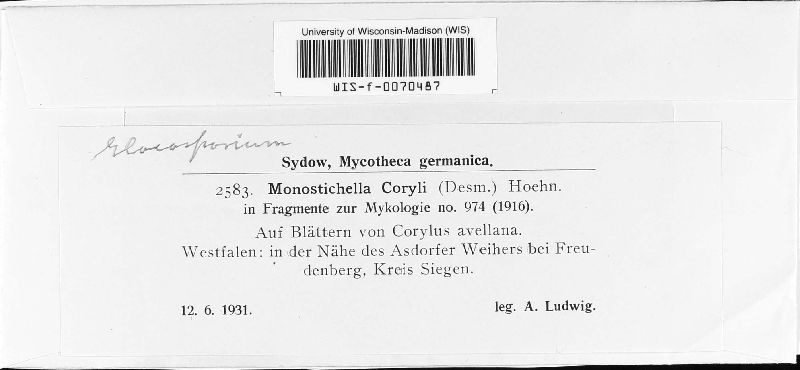 University of Wisconsin-Madison (WIS)
WIS-f-0070487
Gloeosporium
Sydow, Mycotheca germanica.
2583. Monostichella Coryli (Desm.) Hoehn.
in Fragmente zur Mykologie no. 974 (1916).
Auf Blättern von Corylus avellana.
Westfalen: in der Nähe des Asdorfer Weihers bei Freu-
denberg, Kreis Siegen.
12. 6. 1931. leg. A. Ludwig.